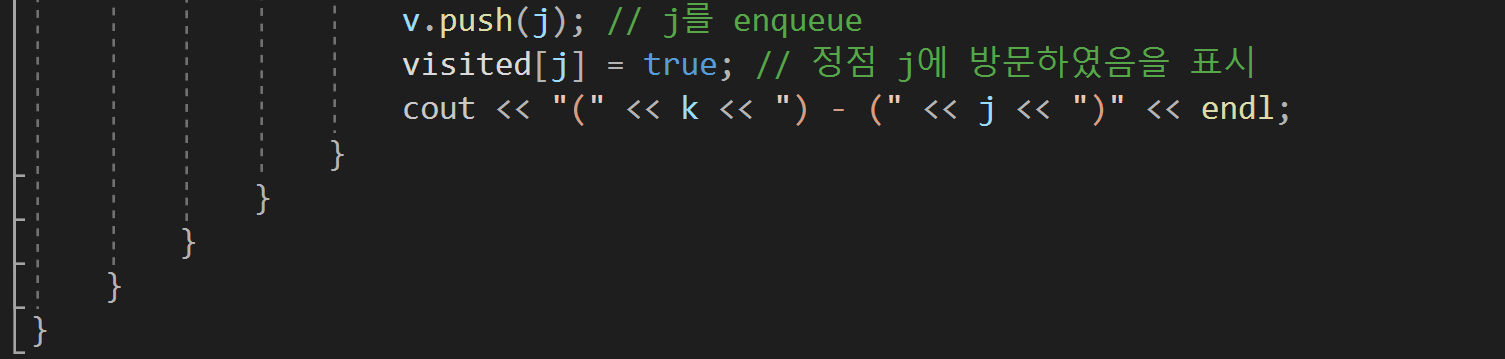 v.push(j); // j를 enqueue
visited[j] = true; // 정점 j에 방문하였음을 표시
cout << "(" << k << ") - (" << j << ")" << endl;
}
}
}
}
}